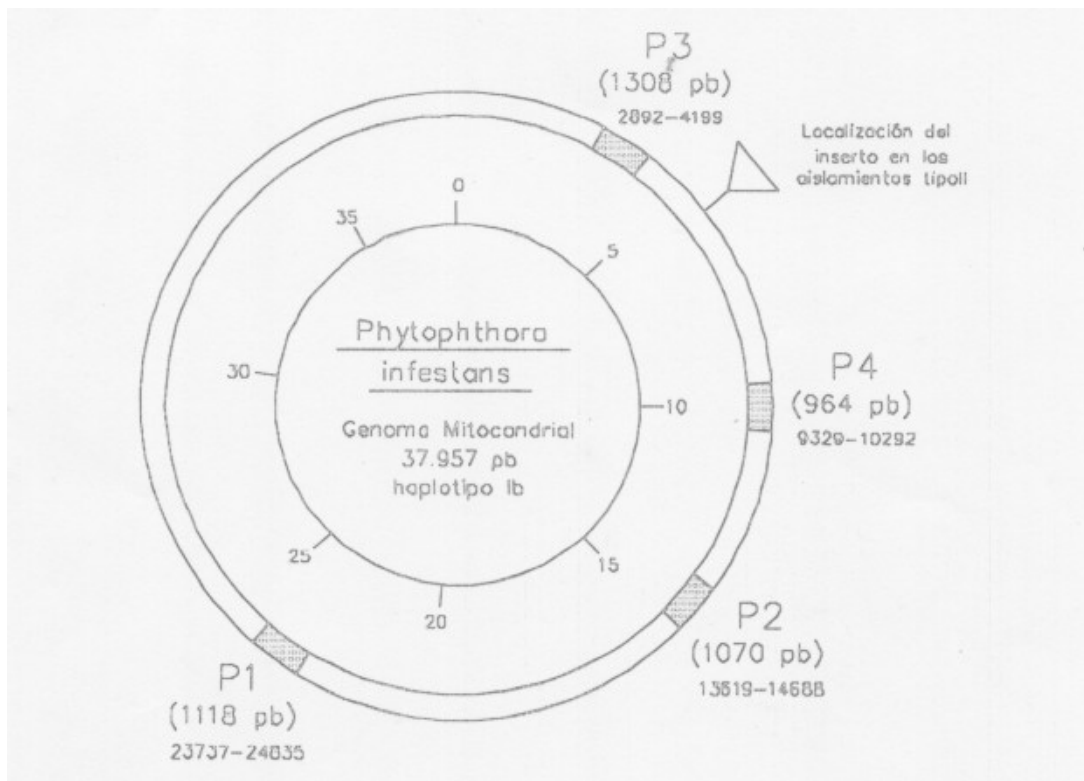 P3
(1308 pb)
2892-4199
Localización del
inserto en los
aislamientos tipoII
0
5
10
15
20
25
30
35
Phytophthora
infestans
Genoma Mitocondrial
37.957 pb
haplotipo Ib
P4
(964 pb)
9329-10292
P2
(1070 pb)
13619-14688
P1
(1118 pb)